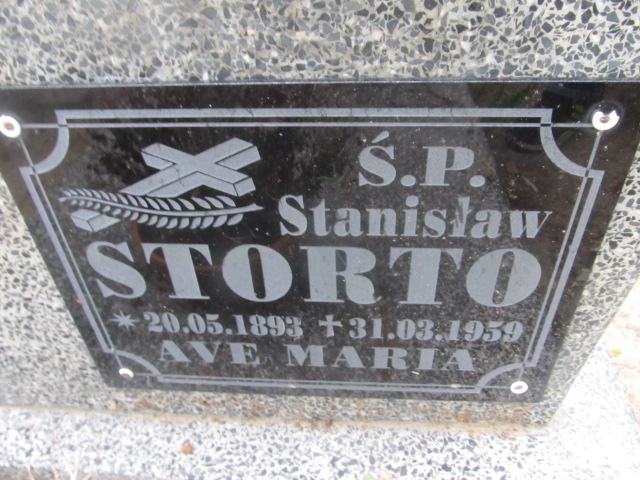 Ś.P.
Stanisław
STORTO
* 20.05.1893 ✝ 31.03.1959
AVE MARIA